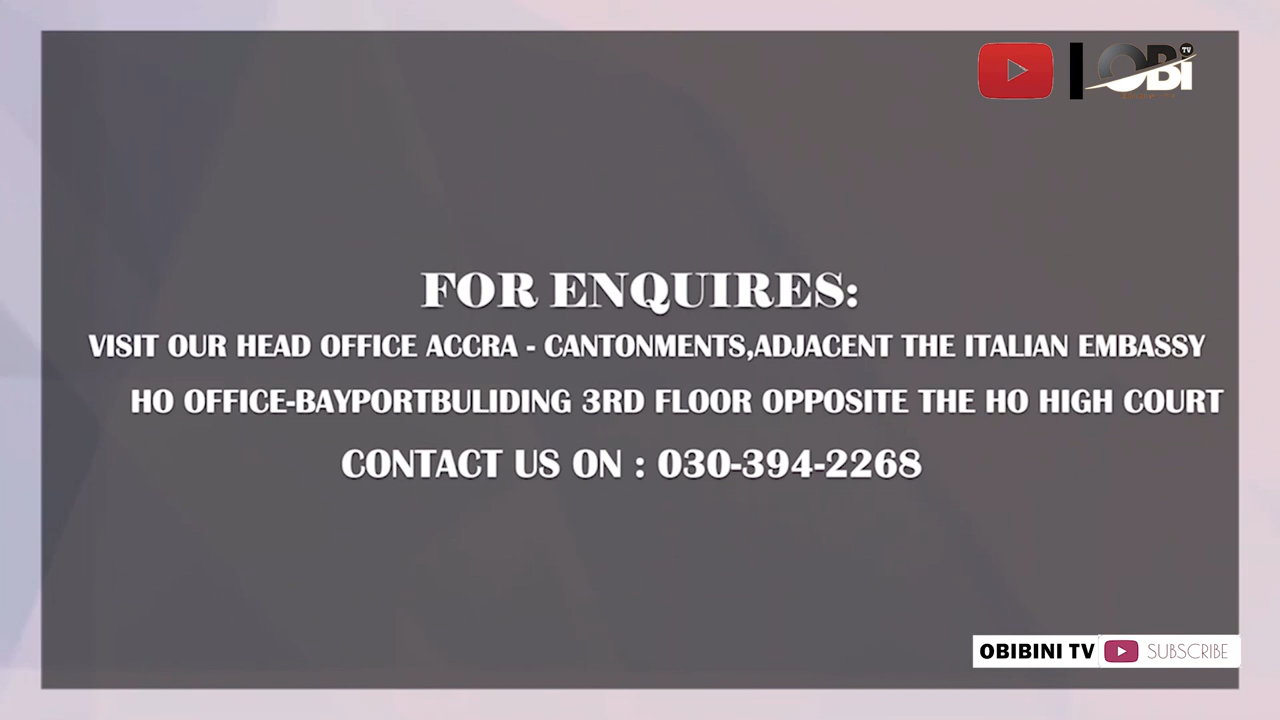 OBi TV
FOR ENQUIRES:
VISIT OUR HEAD OFFICE ACCRA - CANTONMENTS,ADJACENT THE ITALIAN EMBASSY
HO OFFICE-BAYPORTBULIDING 3RD FLOOR OPPOSITE THE HO HIGH COURT
CONTACT US ON : 030-394-2268
OBIBINI TV SUBSCRIBE